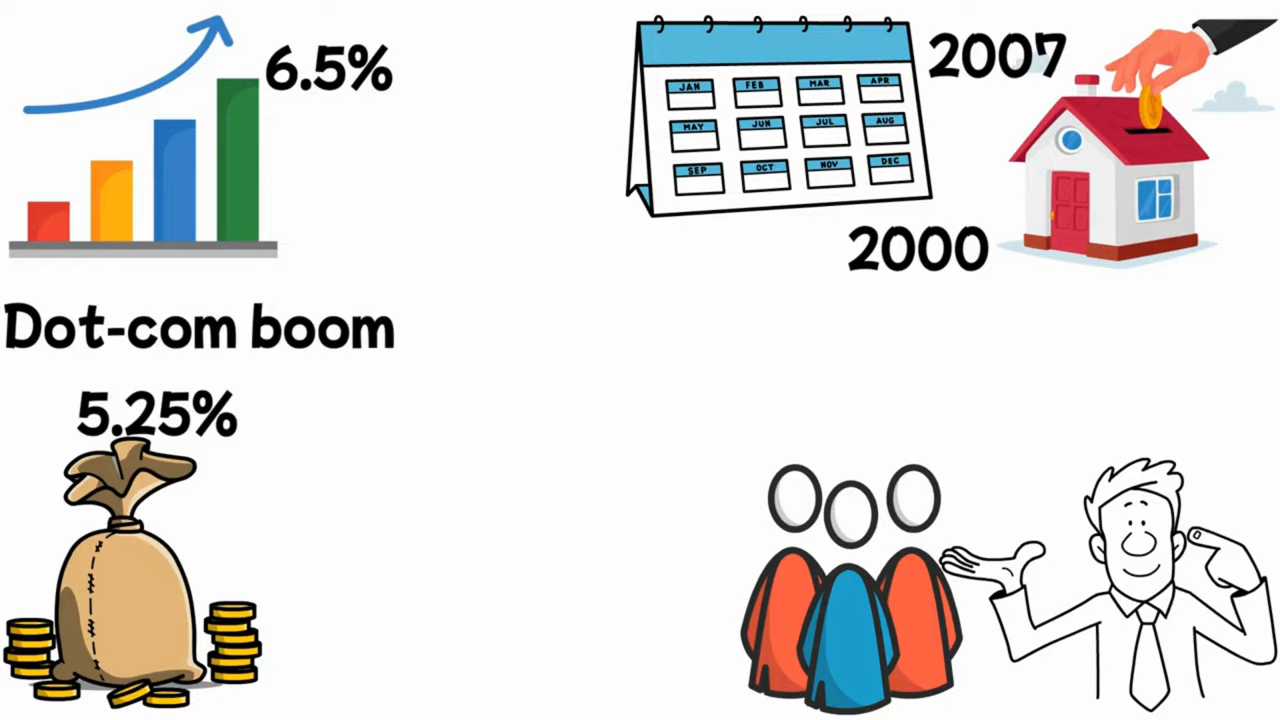 6.5%
2007
JAN FEB MAR APR
MAY JUN JUL AUG
SEP OCT NOV DEC
2000
Dot-com boom
5.25%